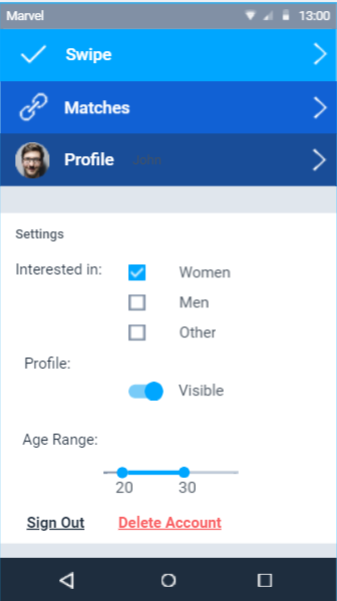 Marvel 13:00
Swipe
Matches
Profile John
Settings
Interested in: Women
Men
Other
Profile:
Visible
Age Range:
20 30
Sign Out Delete Account